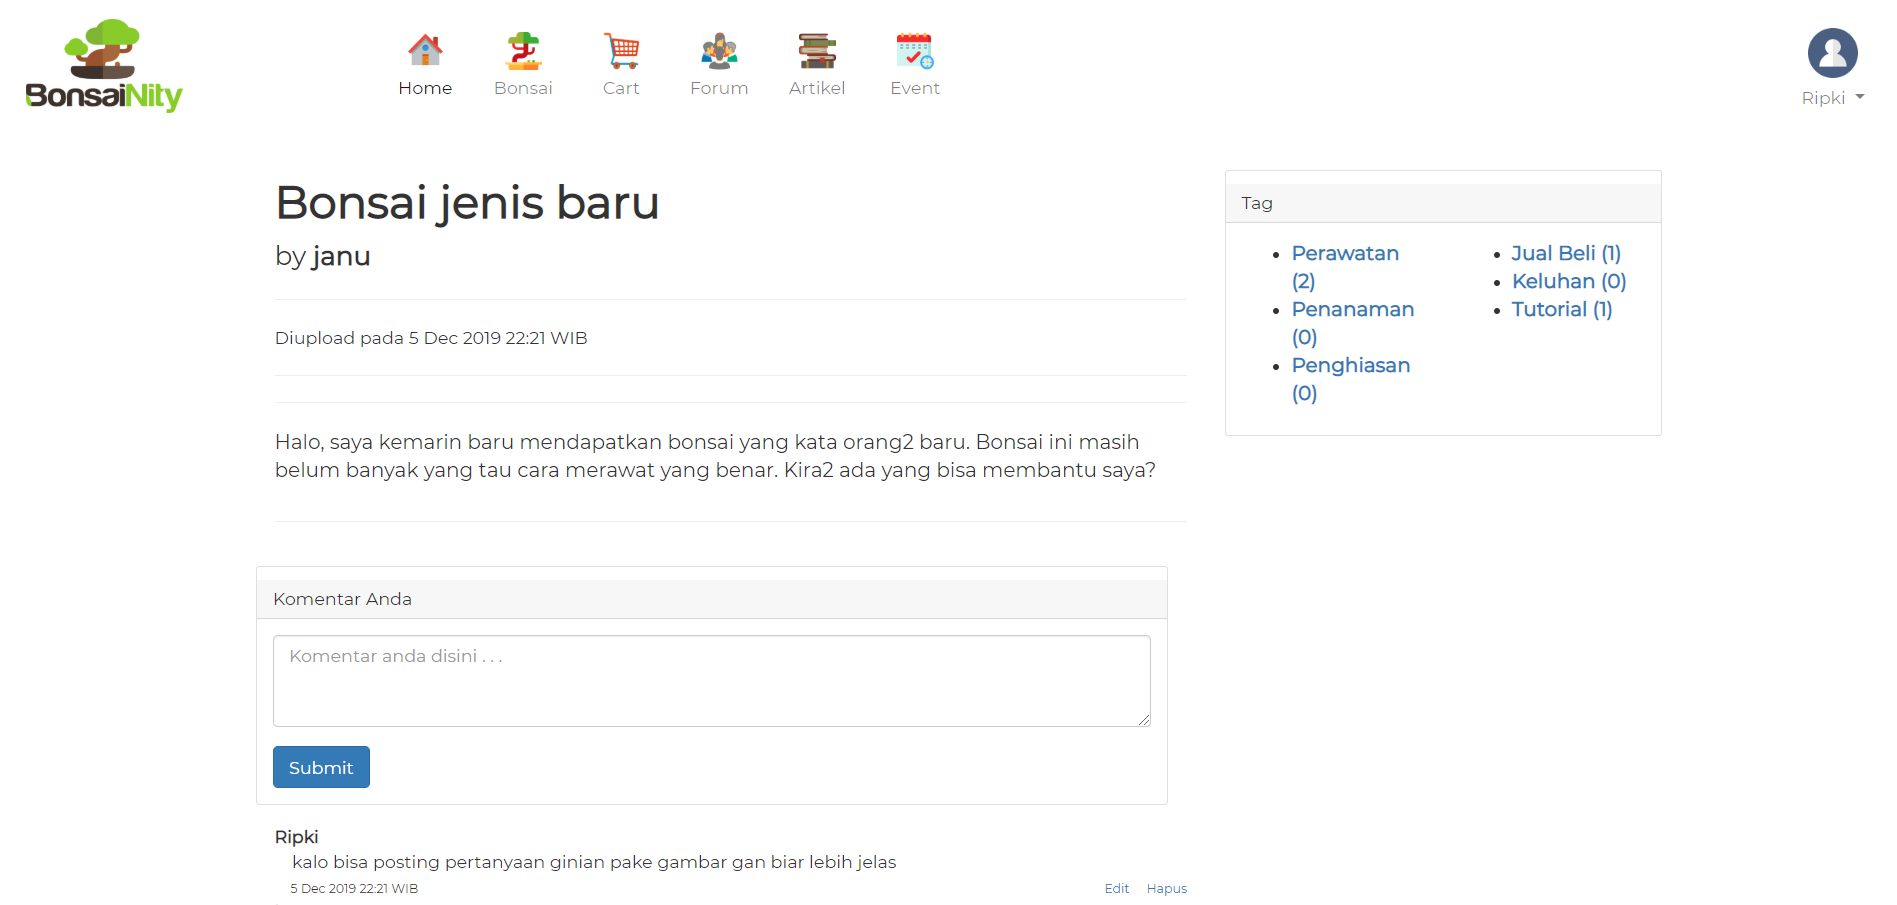 BonsaiNity
Home
Bonsai
Cart
Forum
Artikel
Event
Ripki
Bonsai jenis baru
by janu
Diupload pada 5 Dec 2019 22:21 WIB
Halo, saya kemarin baru mendapatkan bonsai yang kata orang2 baru. Bonsai ini masih
belum banyak yang tau cara merawat yang benar. Kira2 ada yang bisa membantu saya?
Komentar Anda
Komentar anda disini . . .
Submit
Ripki
kalo bisa posting pertanyaan ginian pake gambar gan biar lebih jelas
5 Dec 2019 22:21 WIB
Edit
Hapus
Tag
Perawatan
(2)
Penanaman
(0)
Penghiasan
(0)
Jual Beli (1)
Keluhan (0)
Tutorial (1)